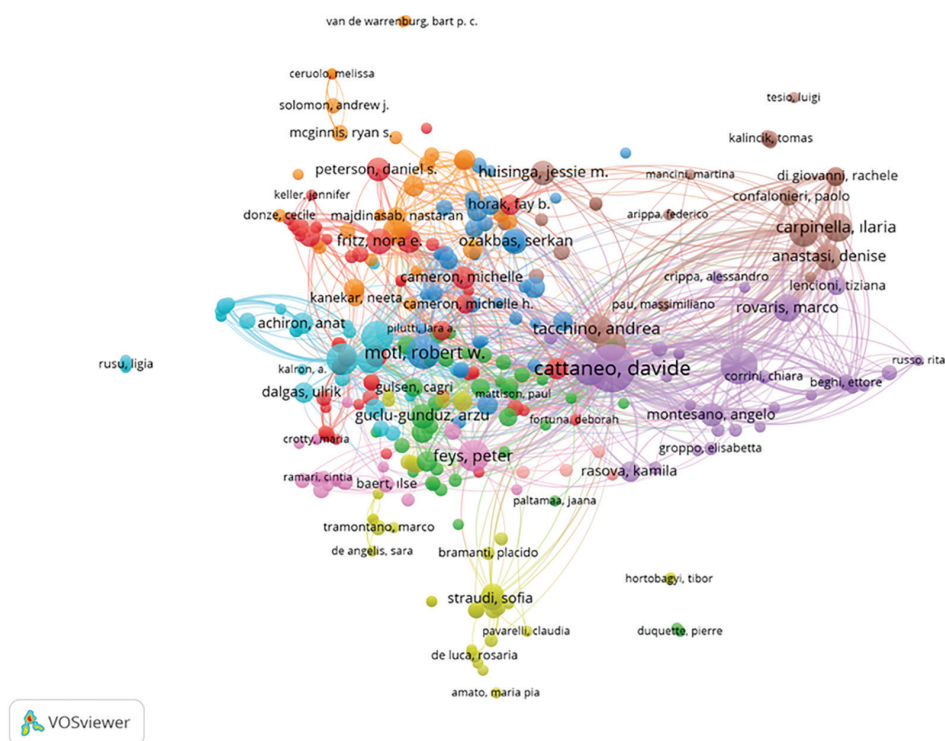 van de warrenburg, bart p. c.
ceruolo, melissa
tesio, luigi
solomon, andrew j.
mcginnis, ryan s.
kalincik, tomas
peterson, daniel s.
huisinga, jessie m.
mancini, martina
di giovanni, rachele
keller, jennifer
confalonieri, paolo
horak, fay b.
donze, cecile
majdinasab, nastaran
arippa, federico
carpinella, ilaria
fritz, nora e.
ozakbas, serkan
anastasi, denise
cameron, michelle
crippa, alessandro
lencioni, tiziana
kanekar, neeta
cameron, michelle h.
pau, massimiliano
rovaris, marco
achiron, anat
pilutti, lara a.
tacchino, andrea
motl, robert w.
russo, rita
rusu, ligia
kalron, a.
cattaneo, davide
corrini, chiara
beghi, ettore
dalgas, ulrik
gulsen, cagri
mattison, paul
guclu-gunduz, arzu
fortuna, deborah
montesano, angelo
crotty, maria
groppo, elisabetta
feys, peter
rasova, kamila
ramari, cintia
baert, ilse
paltamaa, jaana
tramontano, marco
de angelis, sara
bramanti, placido
hortobagyi, tibor
straudi, sofia
pavarelli, claudia
duquette, pierre
de luca, rosaria
amato, maria pia
VOSviewer